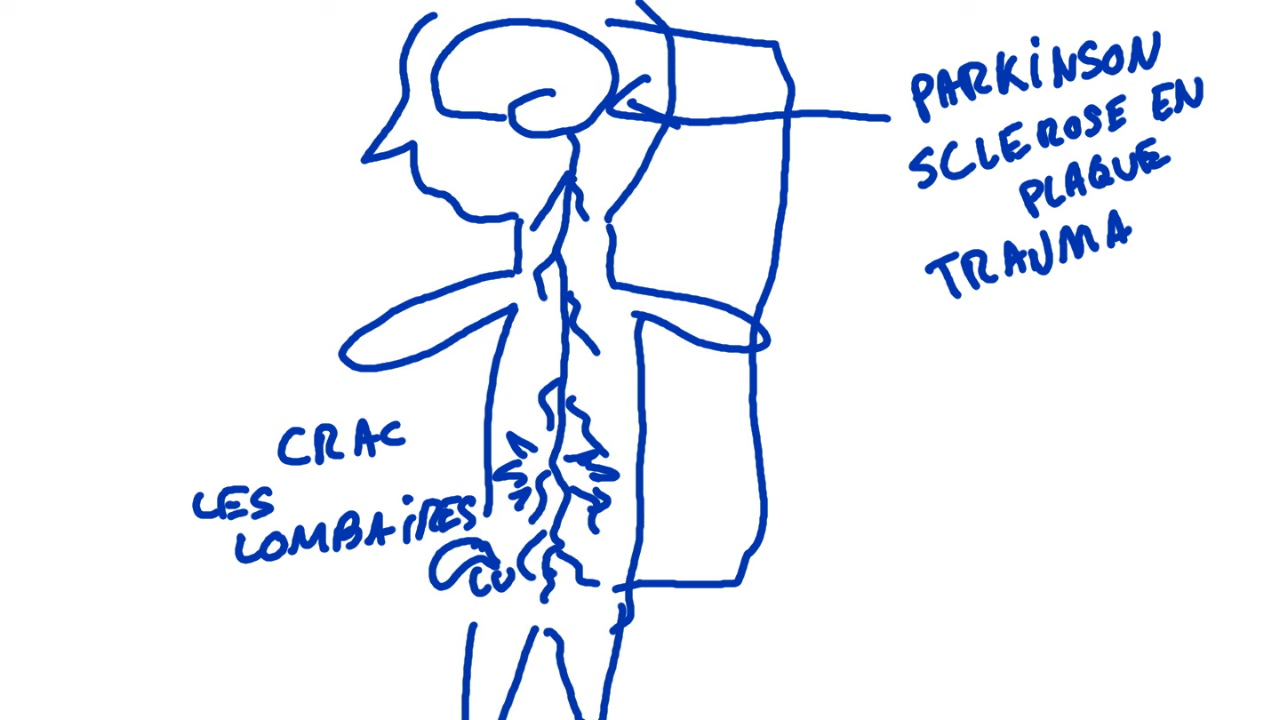 PARKINSON
SCLEROSE EN
PLAQUE
TRAUMA
CRAC
LES
LOMBAIRES